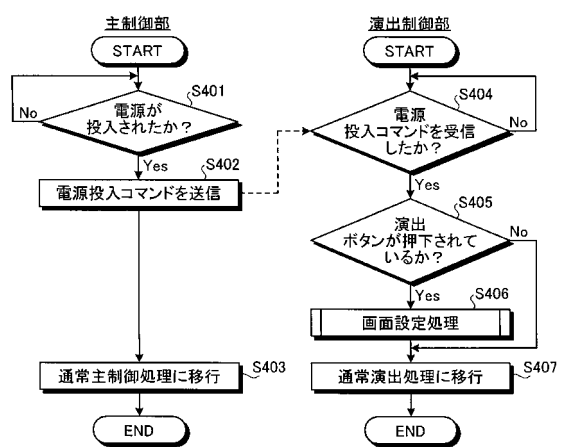 主制御部
START
S401
電源が
投入されたか?
No
Yes
S402
電源投入コマンドを送信
通常主制御処理に移行
S403
END
演出制御部
START
S404
電源
投入コマンドを受信
したか?
No
Yes
S405
演出
ボタンが押下されて
いるか?
No
Yes
S406
画面設定処理
通常演出処理に移行
S407
END